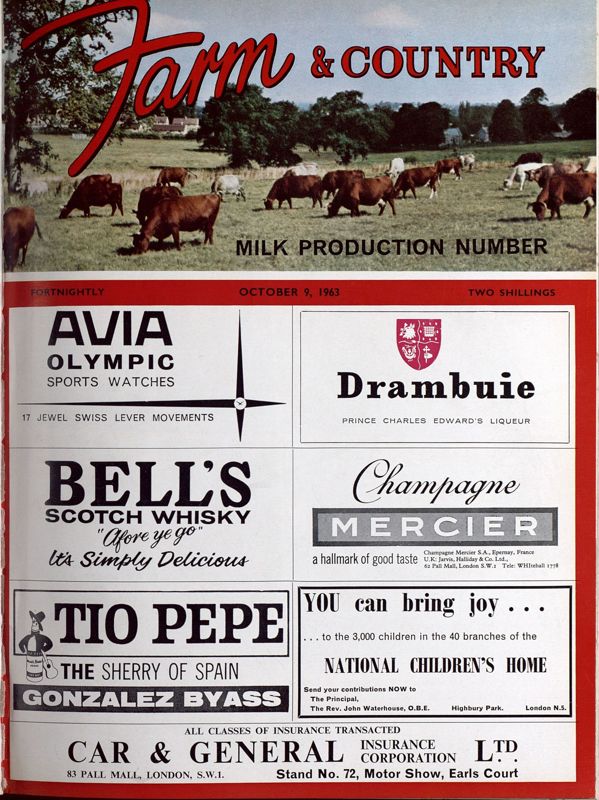 Farm & COUNTRY
MILK PRODUCTION NUMBER
FORTNIGHTLY OCTOBER 9, 1963 TWO SHILLINGS
AVIA
OLYMPIC
SPORTS WATCHES
17 JEWEL SWISS LEVER MOVEMENTS
Drambuie
PRINCE CHARLES EDWARD'S LIQUEUR
BELL'S
SCOTCH WHISKY
"Afore ye go"
It's Simply Delicious
Champagne
MERCIER
a hallmark of good taste
Champagne Mercier S.A., Epernay, France
U.K: Jarvis, Halliday & Co. Ltd.,
62 Pall Mall, London S.W.1 Tele: WHItehall 1778
TIO PEPE
THE SHERRY OF SPAIN
GONZALEZ BYASS
YOU can bring joy . . .
. . . to the 3,000 children in the 40 branches of the
NATIONAL CHILDREN'S HOME
Send your contributions NOW to
The Principal,
The Rev. John Waterhouse, O.B.E. Highbury Park. London N.5.
ALL CLASSES OF INSURANCE TRANSACTED
CAR & GENERAL INSURANCE CORPORATION LTD.
83 PALL MALL, LONDON, S.W.1. Stand No. 72, Motor Show, Earls Court